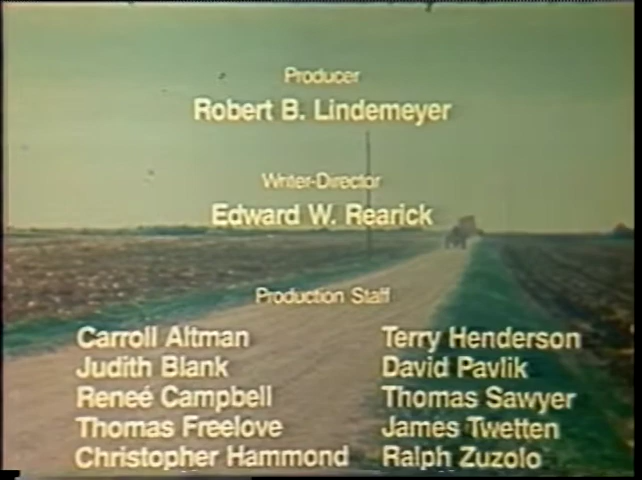 Producer
Robert B. Lindemeyer
Writer-Director
Edward W. Rearick
Production Staff
Carroll Altman
Terry Henderson
Judith Blank
David Pavlik
Reneé Campbell
Thomas Sawyer
Thomas Freelove
James Twetten
Christopher Hammond
Ralph Zuzolo